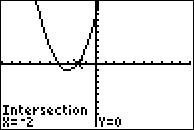 Intersection
X=-2 Y=0